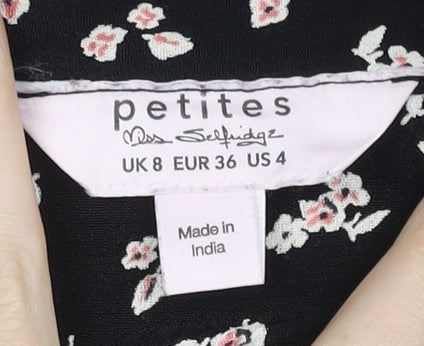 petites
Miss Selfridge
UK 8 EUR 36 US 4
Made in
India